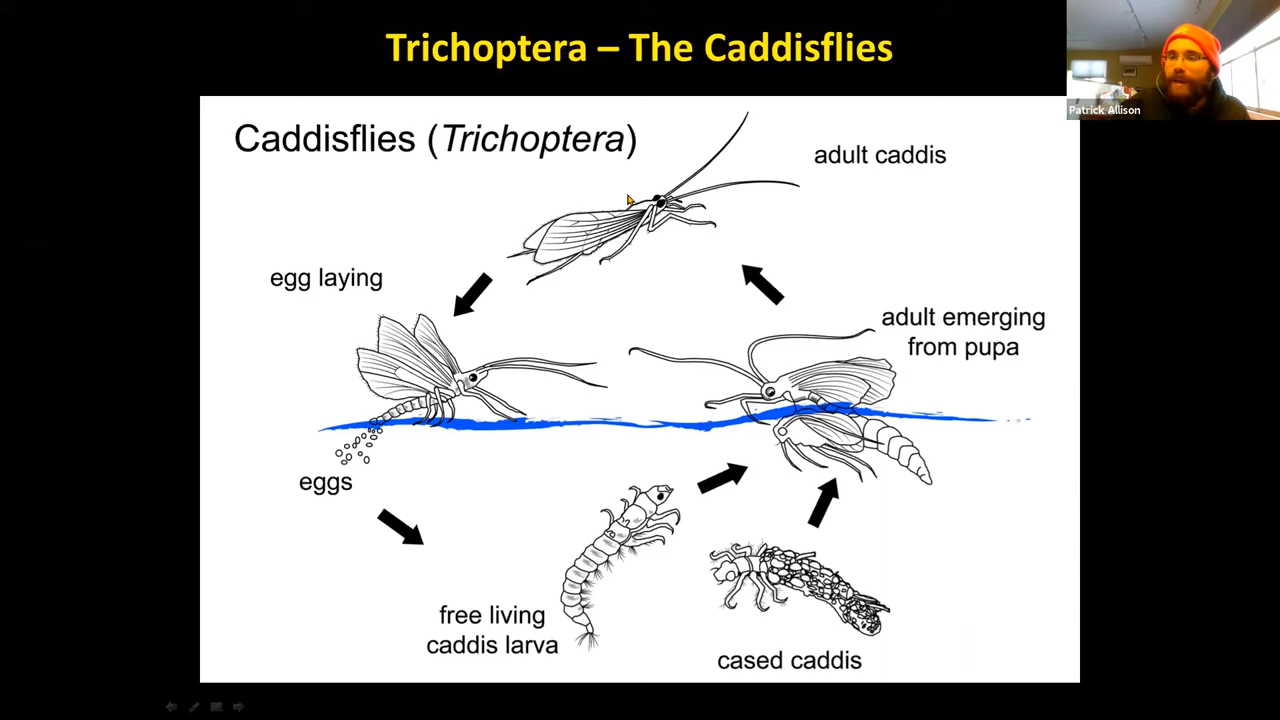 Trichoptera – The Caddisflies
Patrick Allison
Caddisflies (Trichoptera)
adult caddis
egg laying
adult emerging
from pupa
eggs
free living
caddis larva
cased caddis